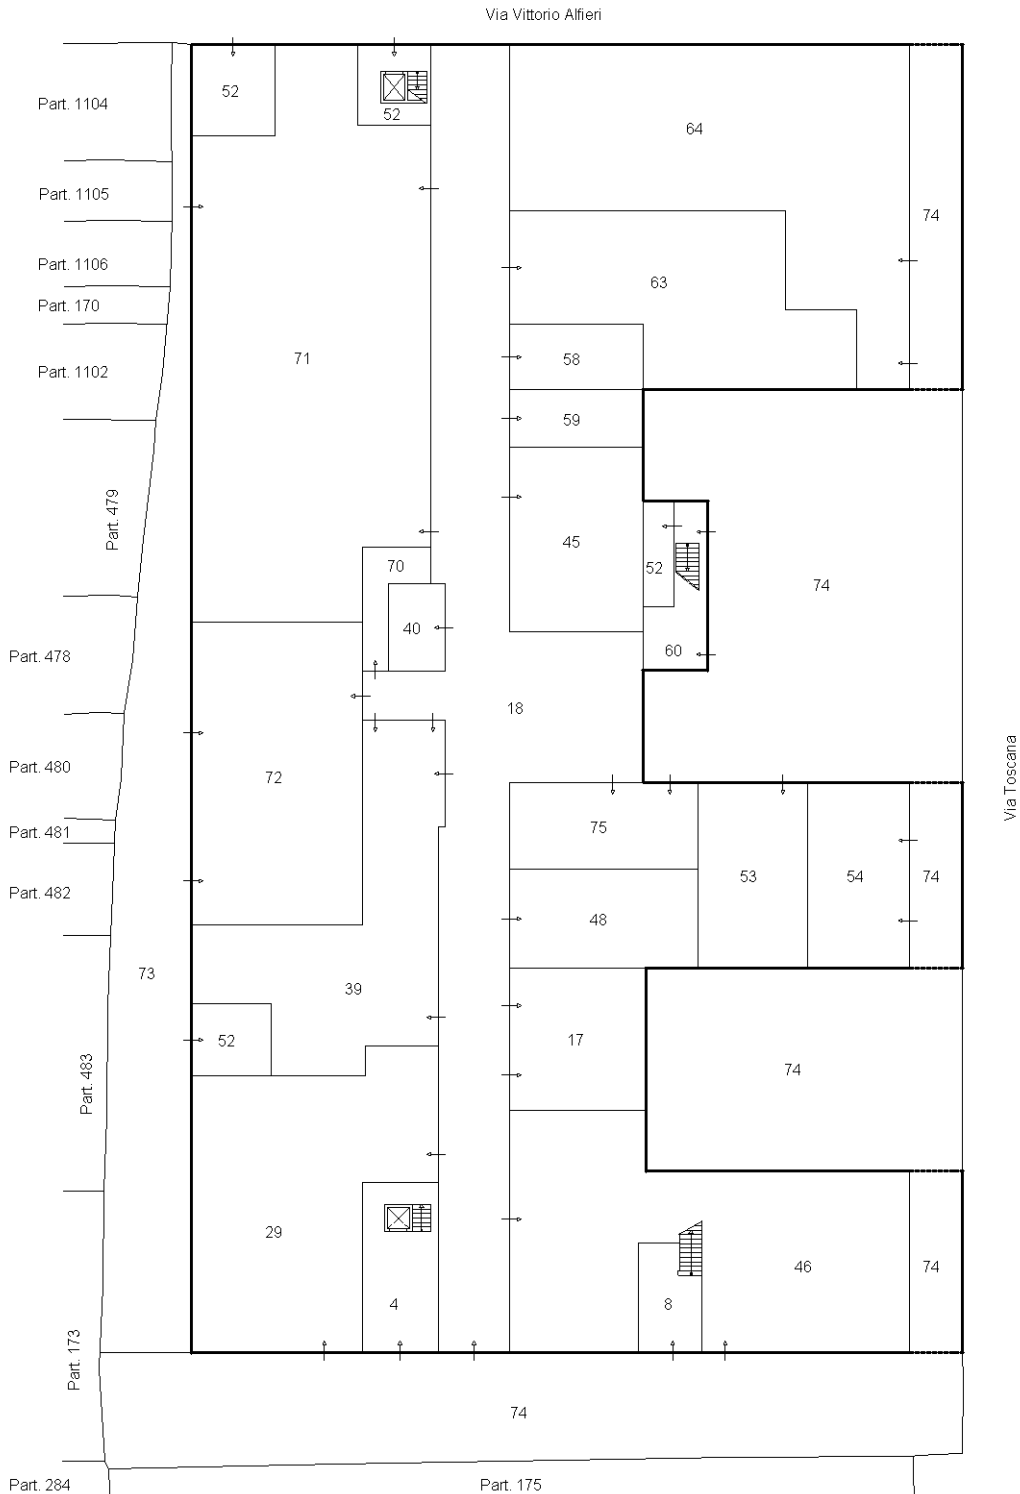 Via Vittorio Alfieri
52
52
Part. 1104
64
Part. 1105
74
Part. 1106
63
Part. 170
71
58
Part. 1102
59
Part. 479
45
70
52
74
40
60
Part. 478
18
Via Toscana
Part. 480
72
75
Part. 481
53
54
74
Part. 482
48
73
39
52
17
74
Part. 483
29
46
74
4
8
Part. 173
74
Part. 284
Part. 175